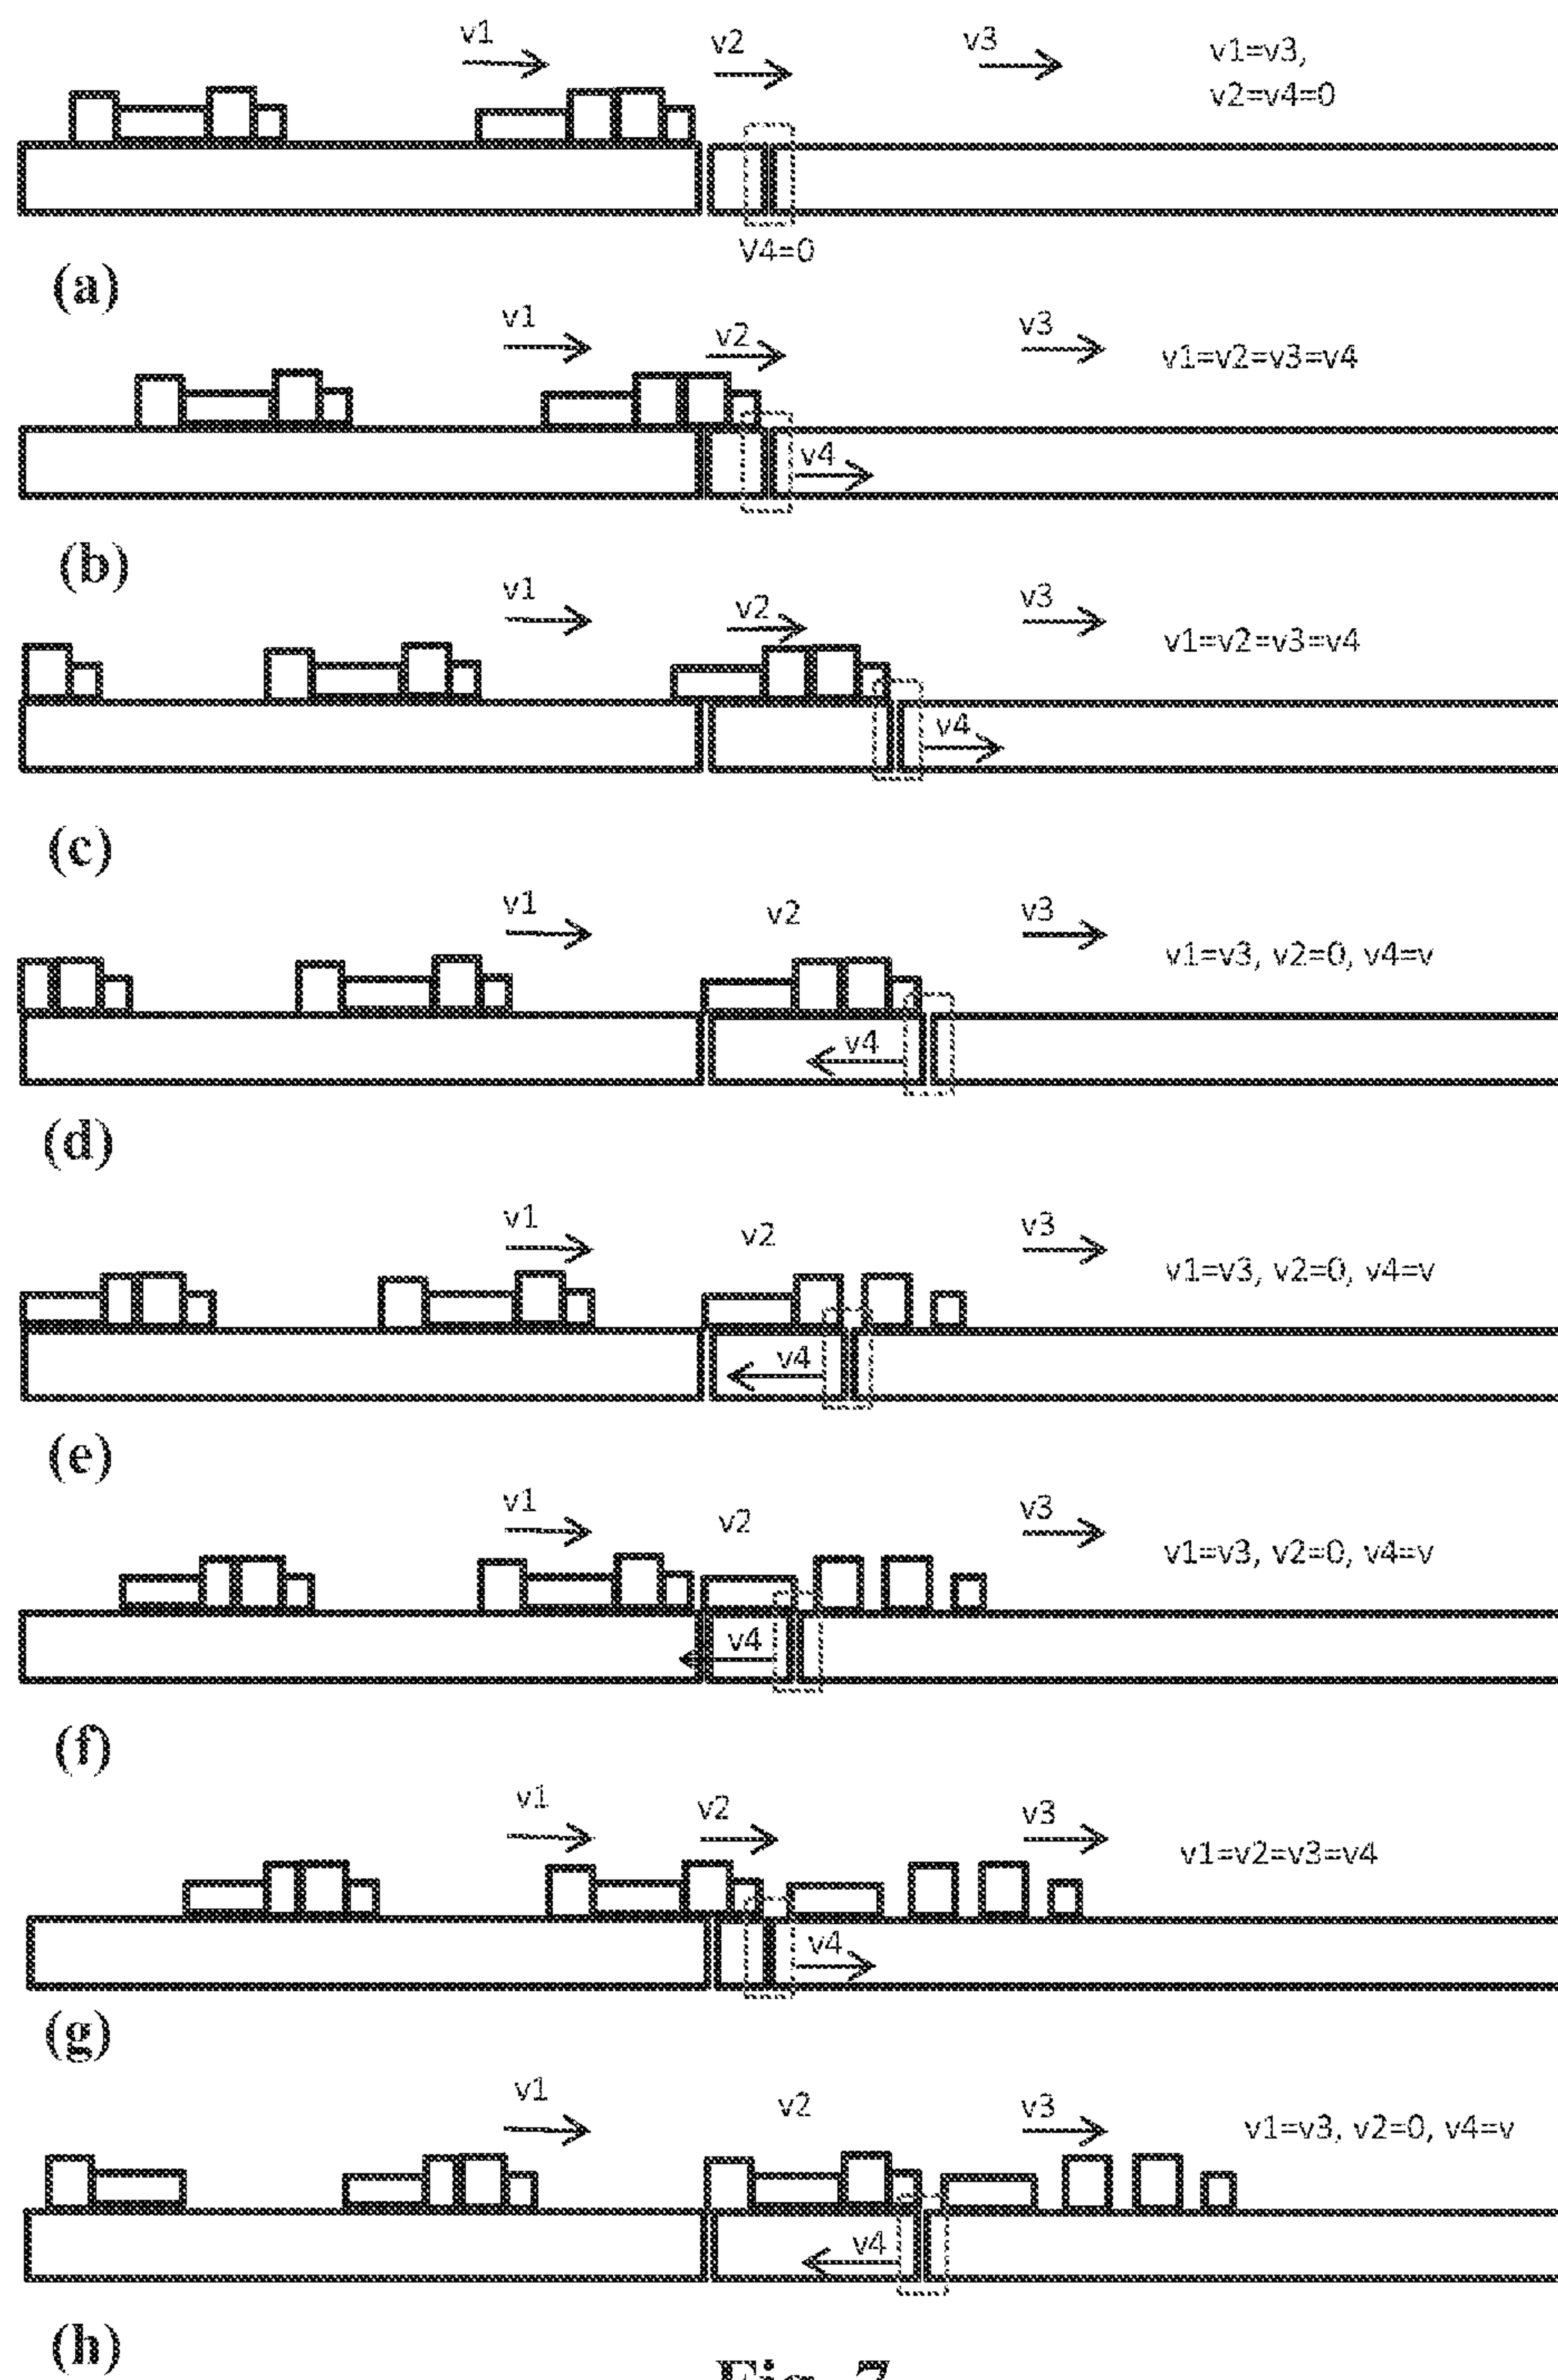 v1 v2 v3 v1=v3,
v2=v4=0
V4=0
(a)
v1 v2 v3 v1=v2=v3=v4
v4
(b)
v1 v2 v3 v1=v2=v3=v4
v4
(c)
v1 v2 v3 v1=v3, v2=0, v4=v
v4
(d)
v1 v2 v3 v1=v3, v2=0, v4=v
v4
(e)
v1 v2 v3 v1=v3, v2=0, v4=v
v4
(f)
v1 v2 v3 v1=v2=v3=v4
v4
(g)
v1 v2 v3 v1=v3, v2=0, v4=v
v4
(h)
Fig. 7